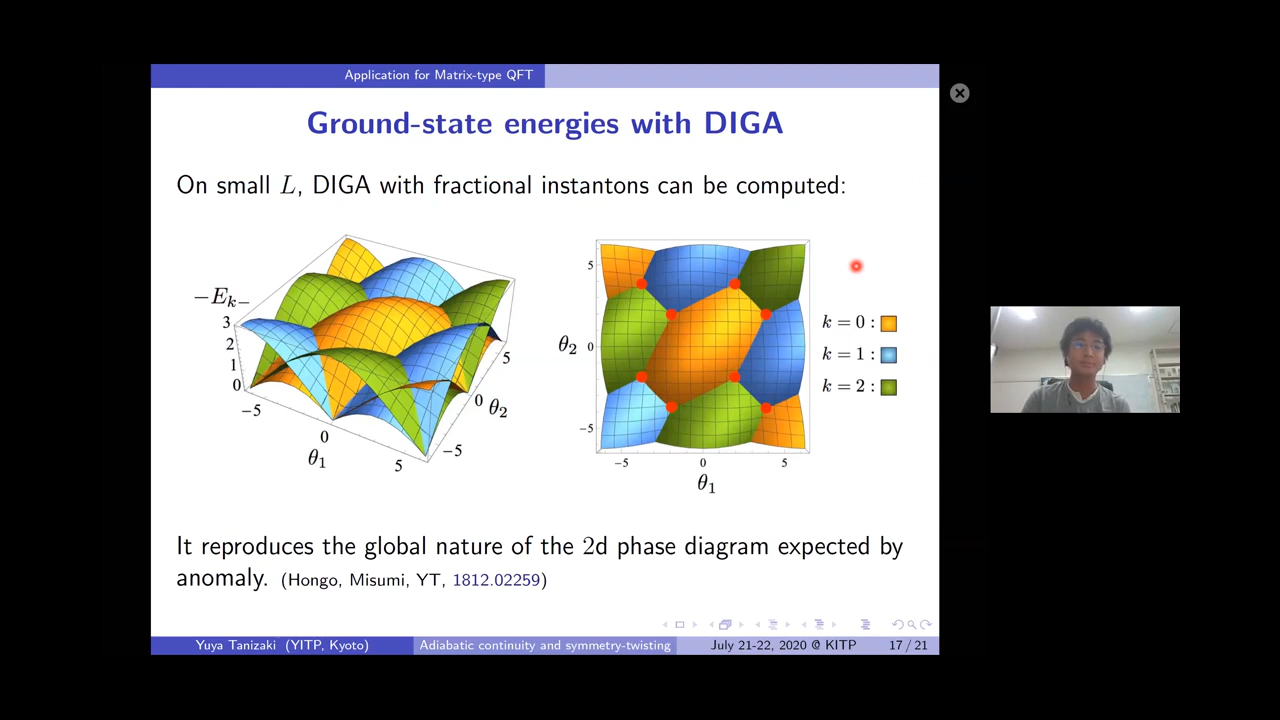 Application for Matrix-type QFT
Ground-state energies with DIGA
On small L, DIGA with fractional instantons can be computed:
−E_k−
3
2
1
0
−5
0
5
θ₁
5
0
−5
θ₂
5
0
−5
θ₂
−5
0
5
θ₁
k = 0 :
k = 1 :
k = 2 :
It reproduces the global nature of the 2d phase diagram expected by
anomaly. (Hongo, Misumi, YT, 1812.02259)
Yuya Tanizaki (YITP, Kyoto) Adiabatic continuity and symmetry-twisting July 21-22, 2020 @ KITP 17 / 21